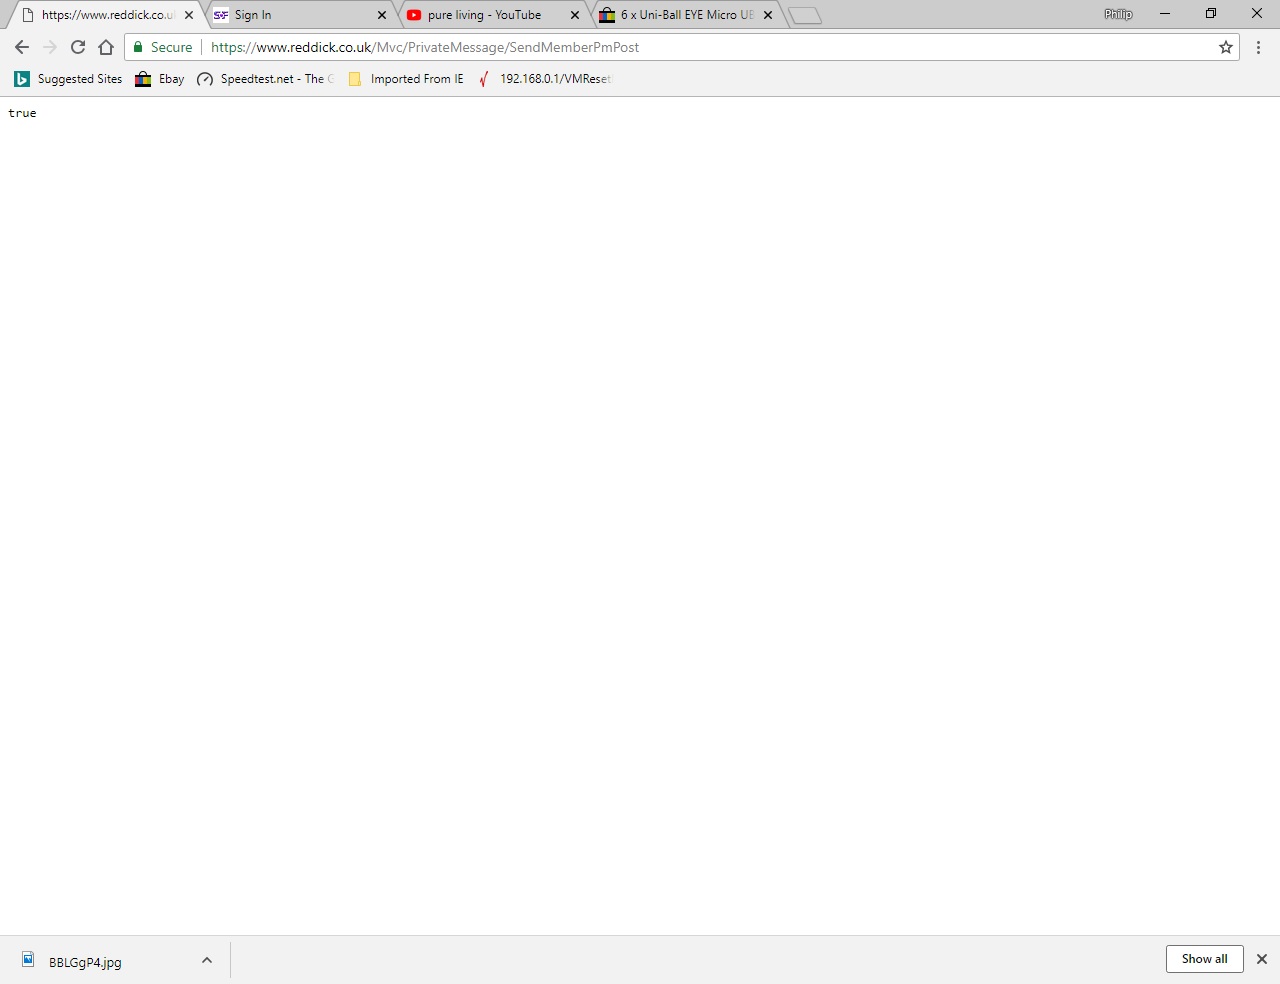 https://www.reddick.co.u
Sign In
pure living - YouTube
6 x Uni-Ball EYE Micro UB
Philip
Secure https://www.reddick.co.uk/Mvc/PrivateMessage/SendMemberPmPost
Suggested Sites Ebay Speedtest.net - The G Imported From IE 192.168.0.1/VMReset
true
BBLGgP4.jpg
Show all